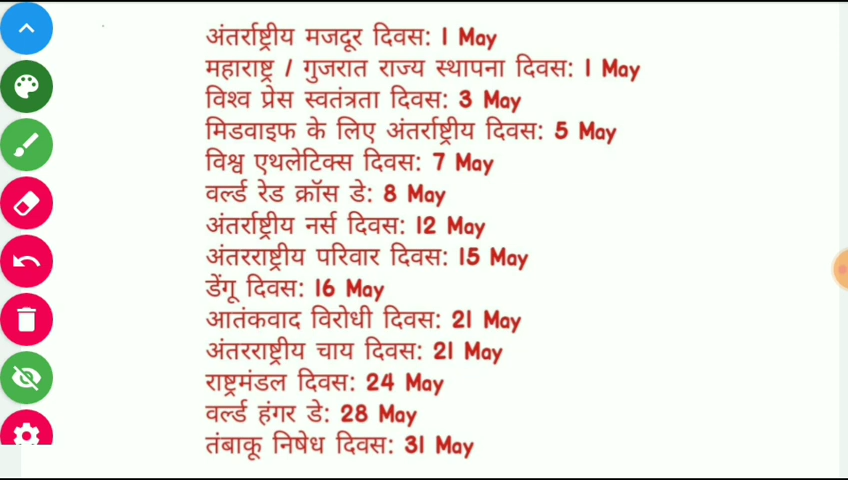 अंतर्राष्ट्रीय मजदूर दिवस: 1 May
महाराष्ट्र / गुजरात राज्य स्थापना दिवस: 1 May
विश्व प्रेस स्वतंत्रता दिवस: 3 May
मिडवाइफ के लिए अंतर्राष्ट्रीय दिवस: 5 May
विश्व एथलेटिक्स दिवस: 7 May
वर्ल्ड रेड क्रॉस डे: 8 May
अंतर्राष्ट्रीय नर्स दिवस: 12 May
अंतरराष्ट्रीय परिवार दिवस: 15 May
डेंगू दिवस: 16 May
आतंकवाद विरोधी दिवस: 21 May
अंतरराष्ट्रीय चाय दिवस: 21 May
राष्ट्रमंडल दिवस: 24 May
वर्ल्ड हंगर डे: 28 May
तंबाकू निषेध दिवस: 31 May